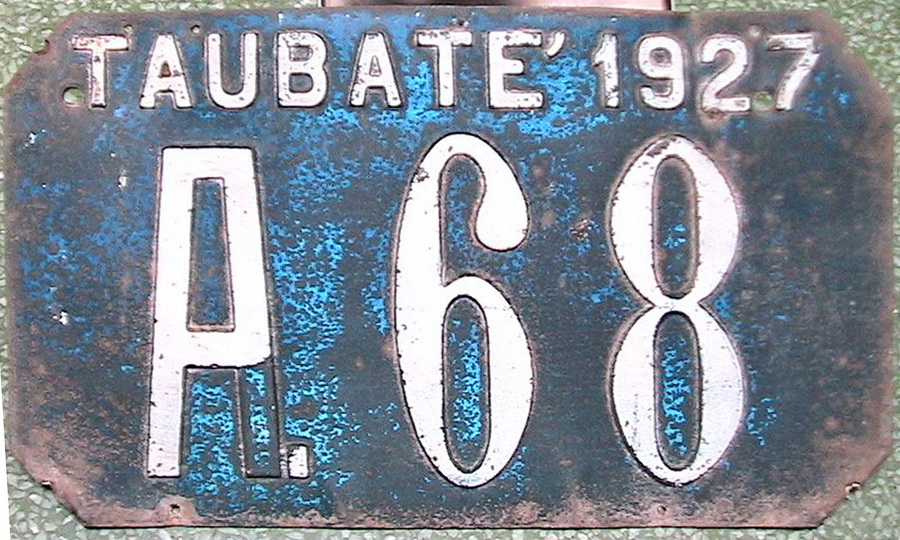 TAUBATE' 1927
P. 68